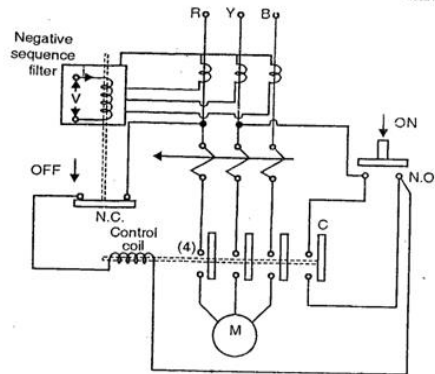 R Y B
Negative
sequence
filter
V
ON
OFF
N.O
N.C.
Control
coil
(4)
C
M